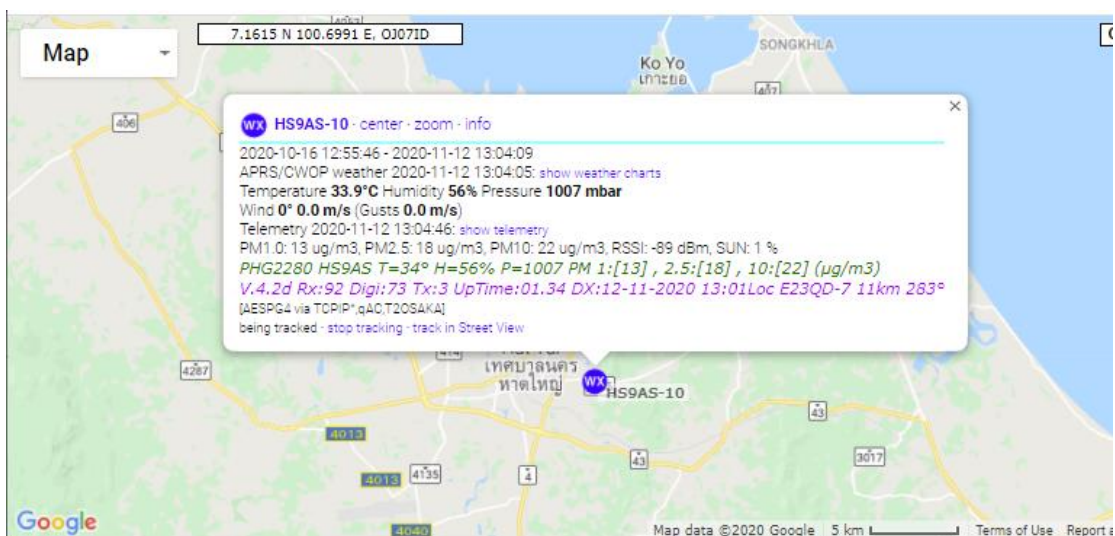 Map
7.1615 N 100.6991 E, OJ07ID
SONGKHLA
Ko Yo
เกาะยอ
407
406
HS9AS-10 · center · zoom · info
2020-10-16 12:55:46 - 2020-11-12 13:04:09
APRS/CWOP weather 2020-11-12 13:04:05: show weather charts
Temperature 33.9°C Humidity 56% Pressure 1007 mbar
Wind 0° 0.0 m/s (Gusts 0.0 m/s)
Telemetry 2020-11-12 13:04:46: show telemetry
PM1.0: 13 ug/m3, PM2.5: 18 ug/m3, PM10: 22 ug/m3, RSSI: -89 dBm, SUN: 1 %
PHG2280 HS9AS T=34° H=56% P=1007 PM 1:[13] , 2.5:[18] , 10:[22] (µg/m3)
V.4.2d Rx:92 Digi:73 Tx:3 UpTime:01.34 DX:12-11-2020 13:01Loc E23QD-7 11km 283°
[AESPG4 via TCPIP*,qAC,T2OSAKA]
being tracked · stop tracking · track in Street View
4287
เทศบาลนคร
หาดใหญ่
WX
HS9AS-10
43
4013
43
3017
4013
4135
4
4040
Google
Map data ©2020 Google
5 km
Terms of Use
Report a